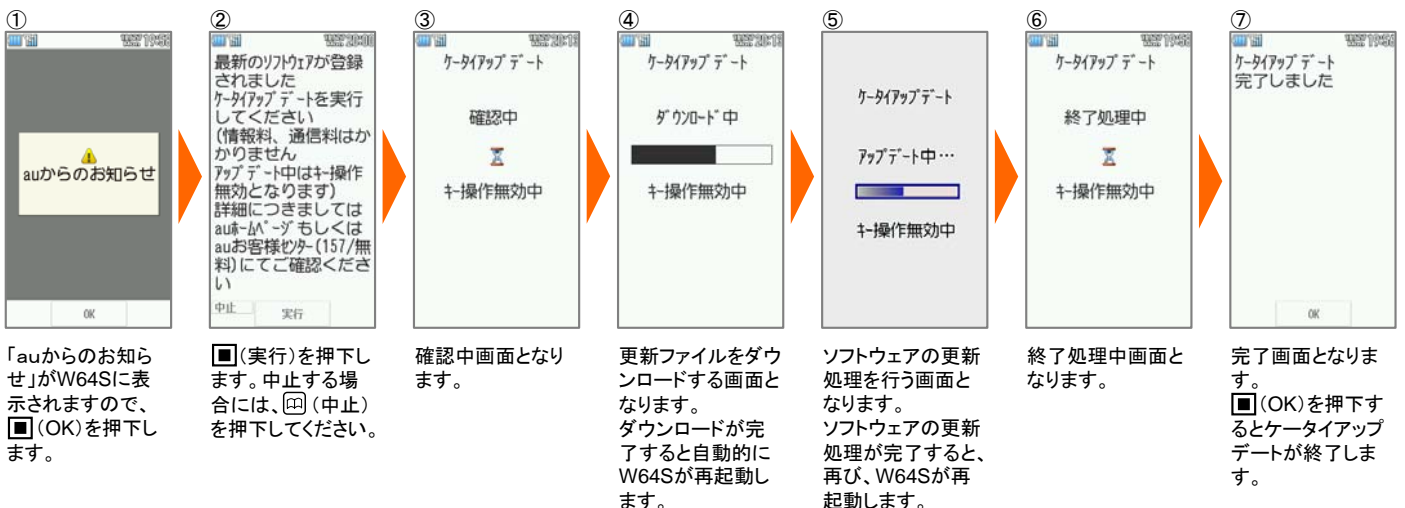 ①
auからのお知らせ
OK
「auからのお知ら
せ」がW64Sに表
示されますので、
■(OK)を押下し
ます。
②
最新のｿﾌﾄｳｪｱが登録
されました
ｹｰﾀｲｱｯﾌﾟﾃﾞｰﾄを実行
してください
(情報料、通信料はか
かりません
ｱｯﾌﾟﾃﾞｰﾄ中はｷｰ操作
無効となります)
詳細につきましては
auﾎｰﾑﾍﾟｰｼﾞもしくは
auお客様ｾﾝﾀｰ(157/無
料)にてご確認くださ
い
中止
実行
■(実行)を押下し
ます。中止する場
合には、(中止)
を押下してください。
③
ｹｰﾀｲｱｯﾌﾟﾃﾞｰﾄ
確認中
ｷｰ操作無効中
確認中画面となり
ます。
④
ｹｰﾀｲｱｯﾌﾟﾃﾞｰﾄ
ﾀﾞｳﾝﾛｰﾄﾞ中
ｷｰ操作無効中
更新ファイルをダウ
ンロードする画面と
なります。
ダウンロードが完
了すると自動的に
W64Sが再起動し
ます。
⑤
ｹｰﾀｲｱｯﾌﾟﾃﾞｰﾄ
ｱｯﾌﾟﾃﾞｰﾄ中…
ｷｰ操作無効中
ソフトウェアの更新
処理を行う画面と
なります。
ソフトウェアの更新
処理が完了すると、
再び、W64Sが再
起動します。
⑥
ｹｰﾀｲｱｯﾌﾟﾃﾞｰﾄ
終了処理中
ｷｰ操作無効中
終了処理中画面と
なります。
⑦
ｹｰﾀｲｱｯﾌﾟﾃﾞｰﾄ
完了しました
OK
完了画面となりま
す。
■(OK)を押下す
るとケータイアップ
デートが終了しま
す。